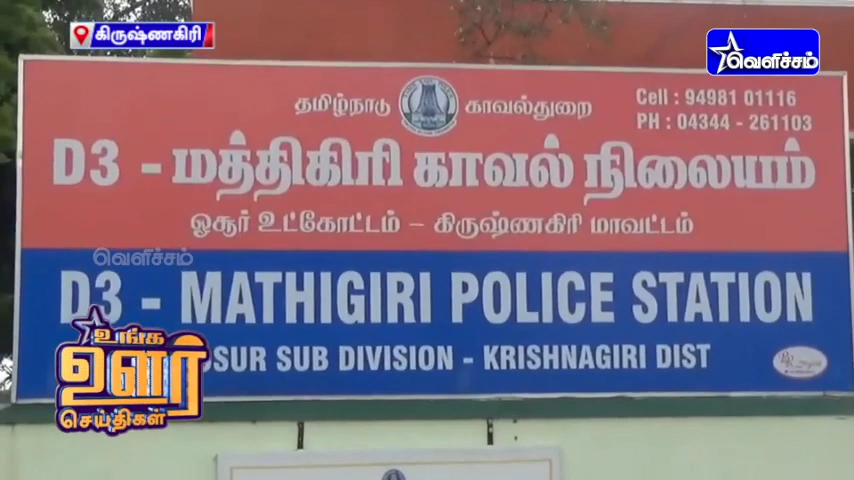 கிருஷ்ணகிரி
வெளிச்சம்
தமிழ்நாடு காவல்துறை
Cell : 94981 01116
PH : 04344 - 261103
D3 - மத்திகிரி காவல் நிலையம்
ஓசூர் உட்கோட்டம் - கிருஷ்ணகிரி மாவட்டம்
வெளிச்சம்
D3 - MATHIGIRI POLICE STATION
SUB DIVISION - KRISHNAGIRI DIST
உங்க
ஊர்
செய்திகள்